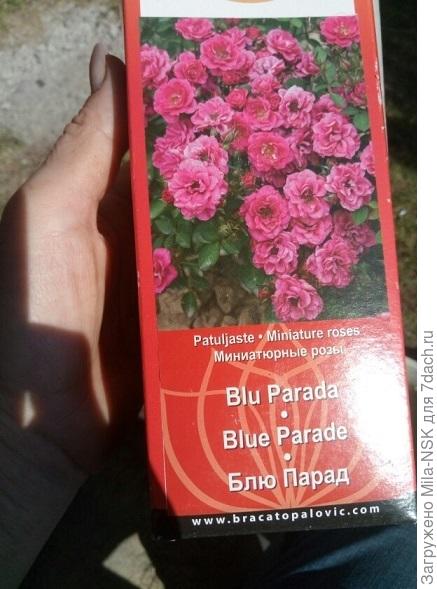 Patuljaste • Miniature roses
Миниатюрные розы
Blu Parada
•
Blue Parade
•
Блю Парад
www.bracatopalovic.com
Загружено Mila-NSK для 7dach.ru